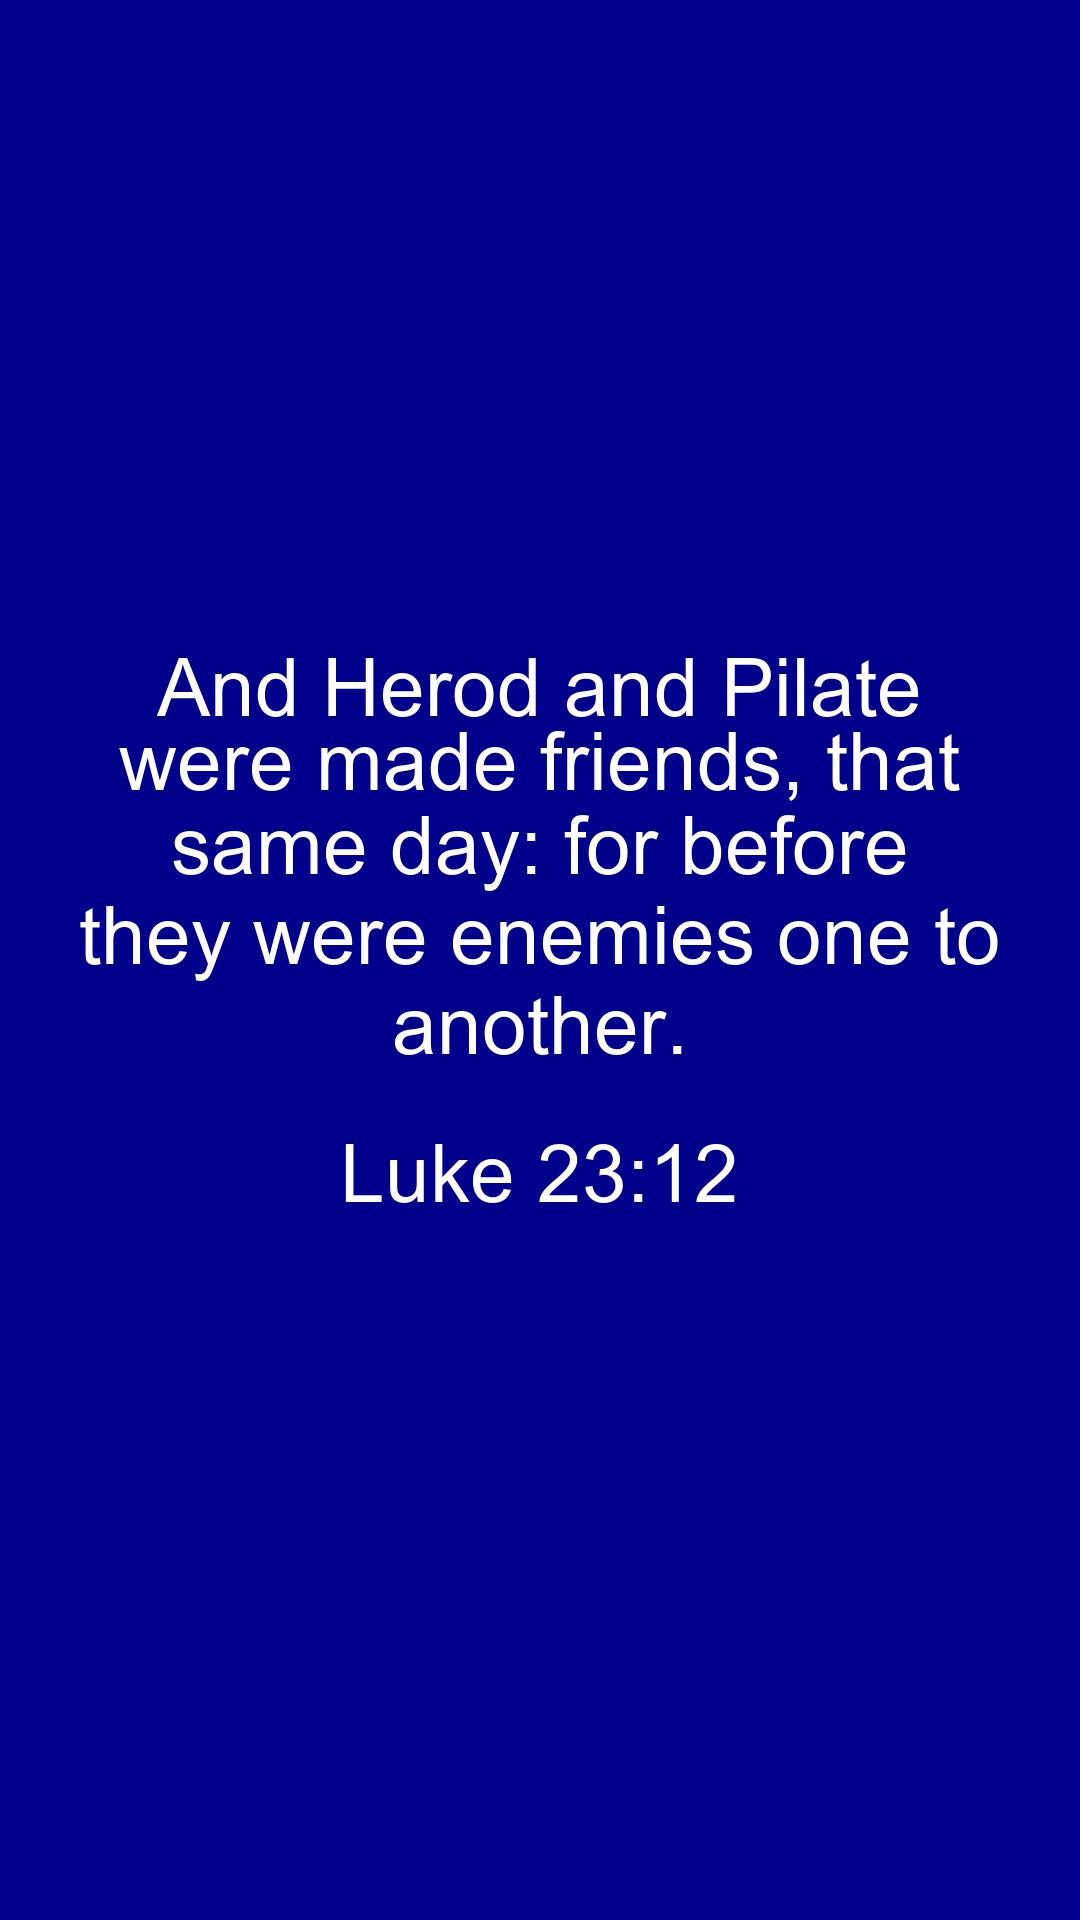 And Herod and Pilate
were made friends, that
same day: for before
they were enemies one to
another.
Luke 23:12